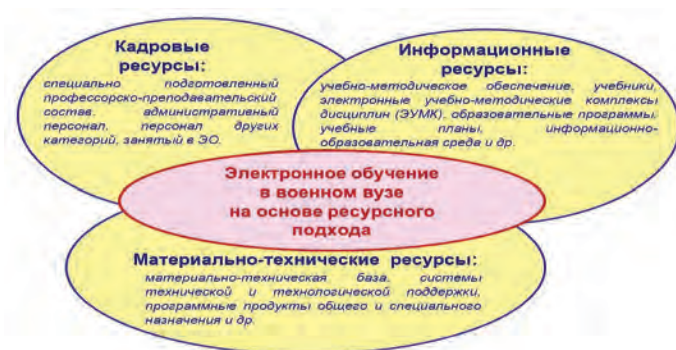 Кадровые
ресурсы:
специально подготовленный
профессорско-преподавательский
состав, административный
персонал, персонал других
категорий, занятый в ЭО.
Информационные
ресурсы:
учебно-методическое обеспечение, учебники,
электронные учебно-методические комплексы
дисциплин (ЭУМК), образовательные программы,
учебные планы, информационно-
образовательная среда и др.
Электронное обучение
в военном вузе
на основе ресурсного
подхода
Материально-технические ресурсы:
материально-техническая база, системы
технической и технологической поддержки,
программные продукты общего и специального
назначения и др.